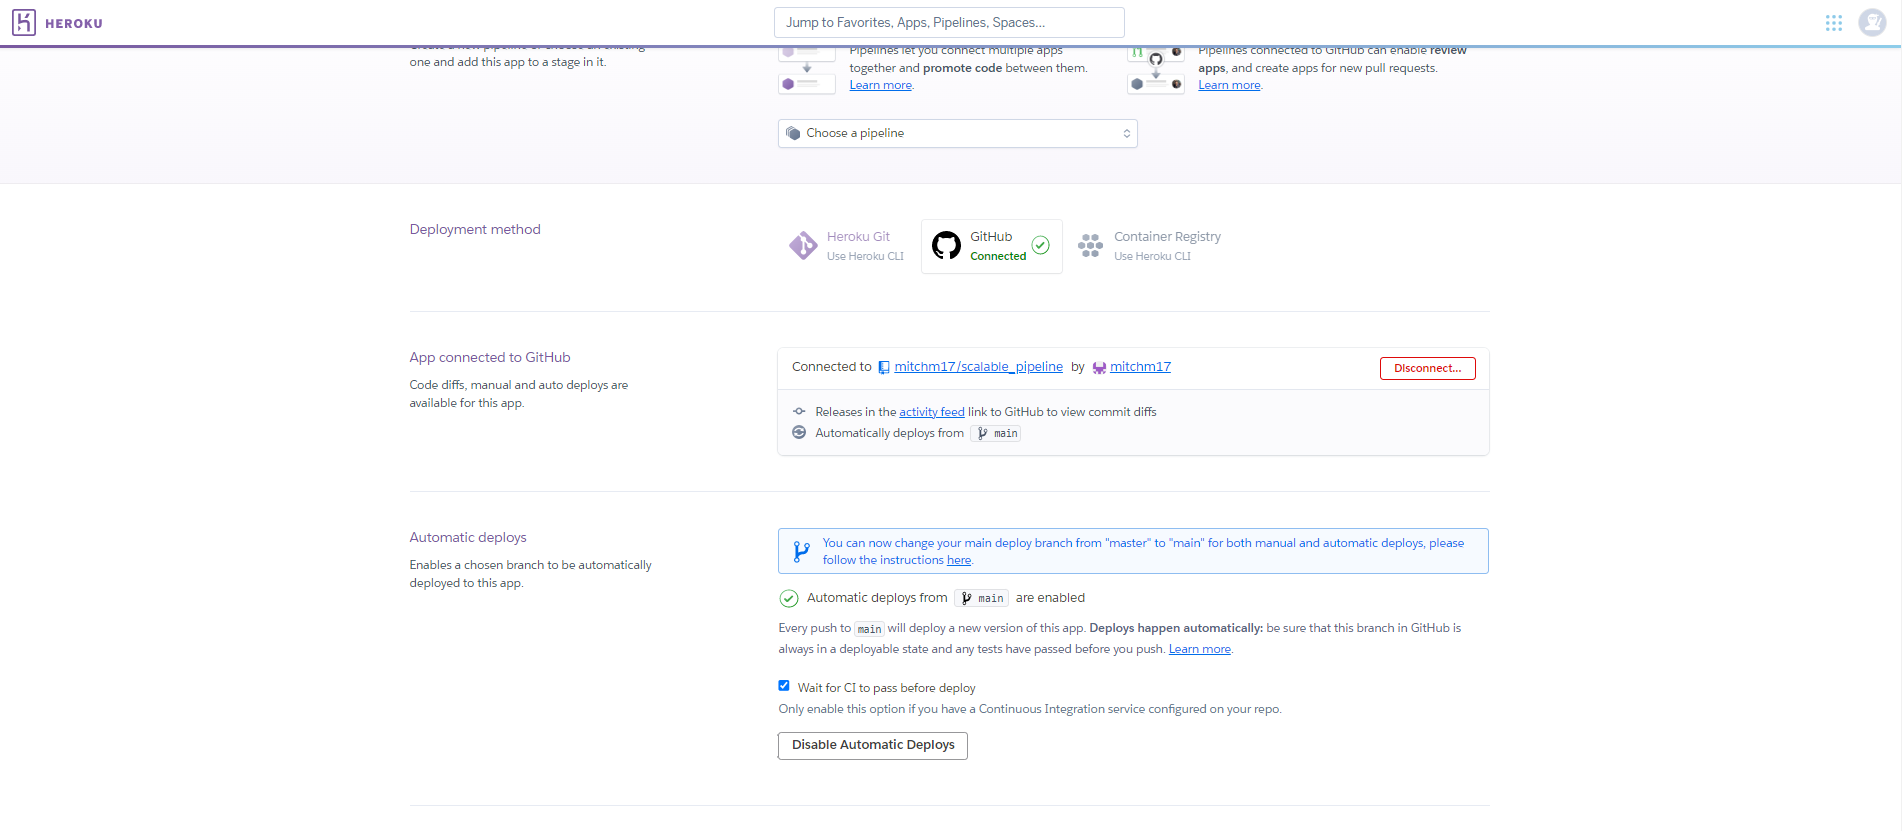 HEROKU
Jump to Favorites, Apps, Pipelines, Spaces...
Create a new pipeline or choose an existing
one and add this app to a stage in it.
Pipelines let you connect multiple apps
together and promote code between them.
Learn more.
Pipelines connected to GitHub can enable review
apps, and create apps for new pull requests.
Learn more.
Choose a pipeline
Deployment method
Heroku Git
Use Heroku CLI
GitHub
Connected
Container Registry
Use Heroku CLI
App connected to GitHub
Code diffs, manual and auto deploys are
available for this app.
Connected to mitchm17/scalable_pipeline by mitchm17
Disconnect...
Releases in the activity feed link to GitHub to view commit diffs
Automatically deploys from main
Automatic deploys
Enables a chosen branch to be automatically
deployed to this app.
You can now change your main deploy branch from "master" to "main" for both manual and automatic deploys, please
follow the instructions here.
Automatic deploys from main are enabled
Every push to main will deploy a new version of this app. Deploys happen automatically: be sure that this branch in GitHub is
always in a deployable state and any tests have passed before you push. Learn more.
Wait for CI to pass before deploy
Only enable this option if you have a Continuous Integration service configured on your repo.
Disable Automatic Deploys